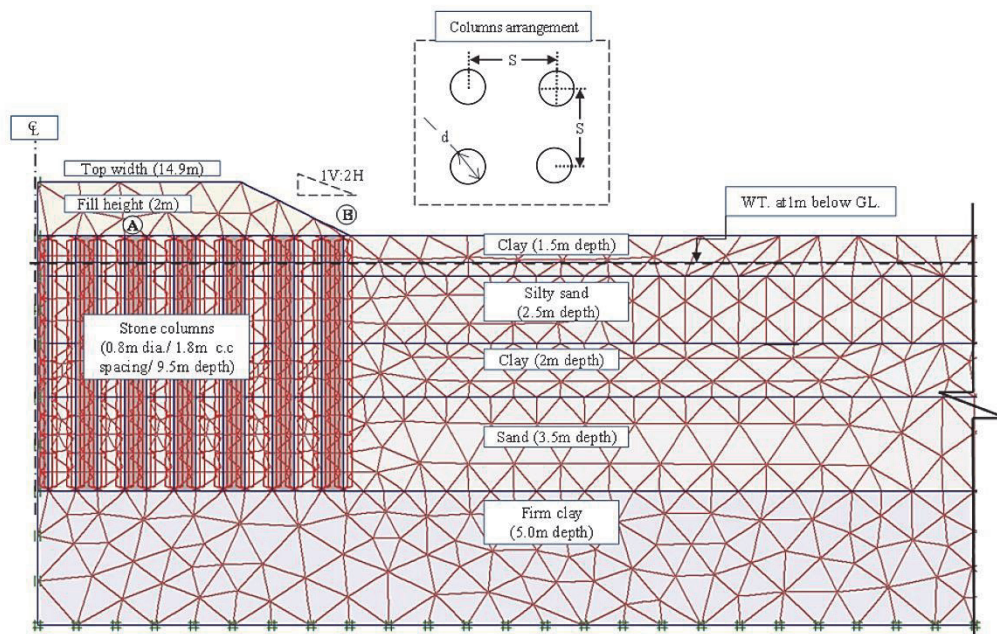 Columns arrangement
S
S
d
℄
Top width (14.9m)
1V:2H
Fill height (2m)
A
B
WT. at1m below GL.
Clay (1.5m depth)
Silty sand
(2.5m depth)
Stone columns
(0.8m dia./ 1.8m c.c
spacing/ 9.5m depth)
Clay (2m depth)
Sand (3.5m depth)
Firm clay
(5.0m depth)